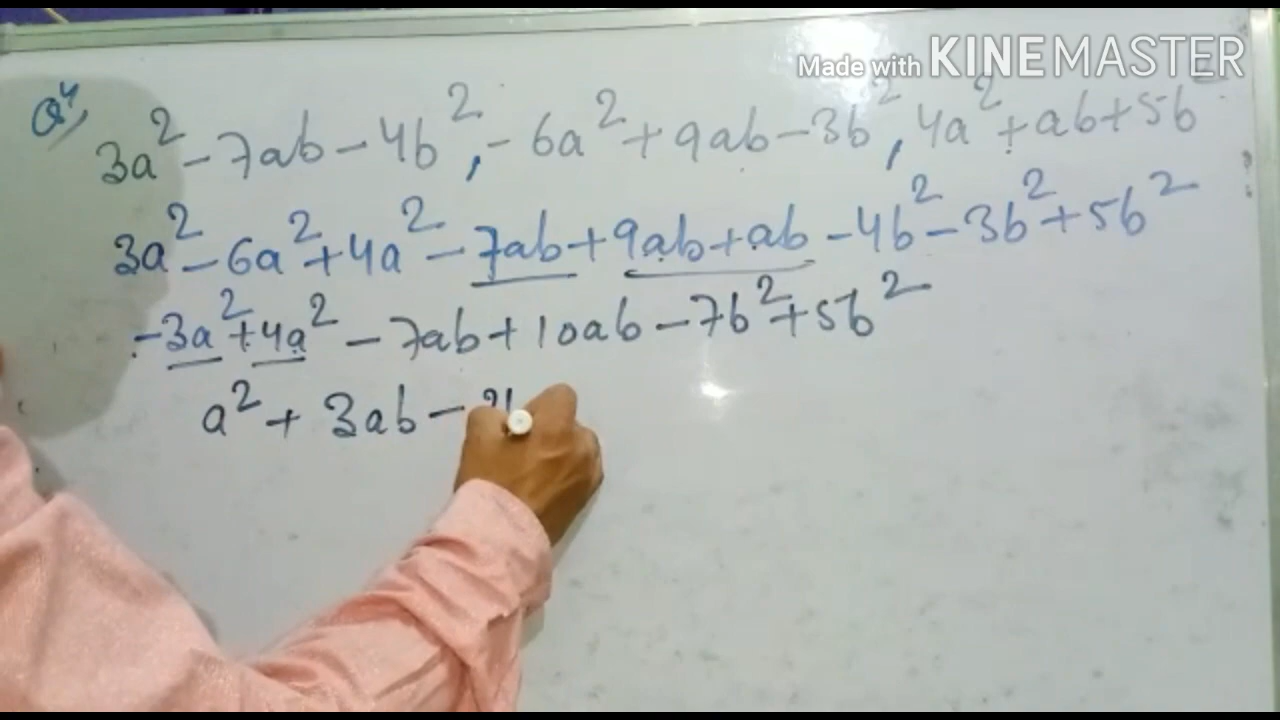 Made with KINEMASTER
Q4, 3a² - 7ab - 4b², - 6a² + 9ab - 3b², 4a² + ab + 5b²
3a² - 6a² + 4a² - 7ab + 9ab + ab - 4b² - 3b² + 5b²
- 3a² + 4a² - 7ab + 10ab - 7b² + 5b²
a² + 3ab -